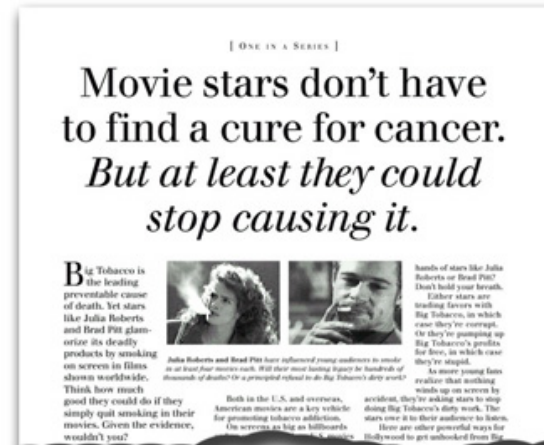 [ ONE IN A SERIES ]
Movie stars don't have
to find a cure for cancer.
But at least they could
stop causing it.
Big Tobacco is
the leading
preventable cause
of death. Yet stars
like Julia Roberts
and Brad Pitt glam-
orize its deadly
products by smoking
on screen in films
shown worldwide.
Think how much
good they could do if they
simply quit smoking in their
movies. Given the evidence,
wouldn't you?
Julia Roberts and Brad Pitt have influenced young audiences to smoke
in at least four movies each. Will their most lasting legacy be hundreds of
thousands of deaths? Or a principled refusal to do Big Tobacco's dirty work?
Both in the U.S. and overseas,
American movies are a key vehicle
for promoting tobacco addiction.
On screens as big as billboards
hands of stars like Julia
Roberts or Brad Pitt?
Don't hold your breath.
Either stars are
trading favors with
Big Tobacco, in which
case they're corrupt.
Or they're pumping up
Big Tobacco's profits
for free, in which case
they're stupid.
As more young fans
realize that nothing
winds up on screen by
accident, they're asking stars to stop
doing Big Tobacco's dirty work. The
stars owe it to their audience to listen.
Here are other powerful ways for
Hollywood to get unhooked from Big